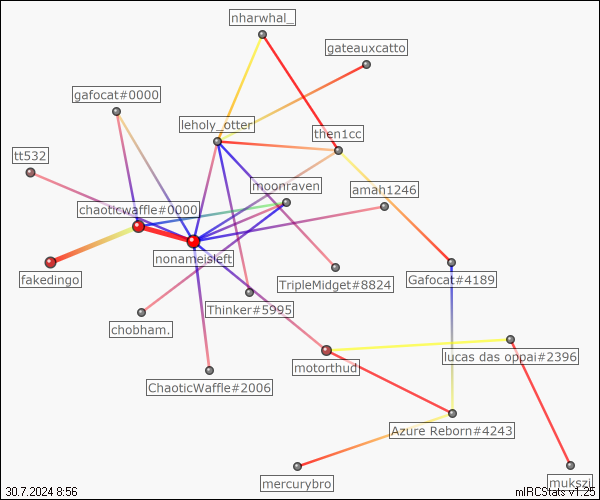 nharwhal_
gateauxcatto
gafocat#0000
leholy_otter
then1cc
tt532
moonraven
amah1246
chaoticwaffle#0000
nonameisleft
fakedingo
TripleMidget#8824
Gafocat#4189
Thinker#5995
chobham.
lucas das oppai#2396
motorthud
ChaoticWaffle#2006
Azure Reborn#4243
mercurybro
mukszi
30.7.2024 8:56
mIRCStats v1.25